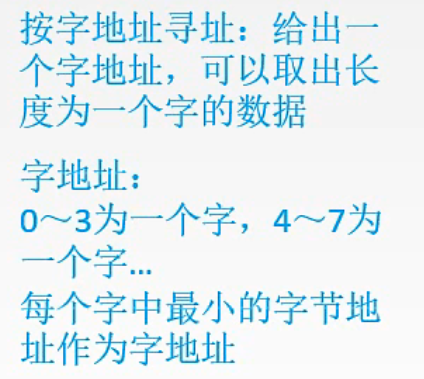 按字地址寻址：给出一
个字地址，可以取出长
度为一个字的数据
字地址：
0～3为一个字，4～7为
一个字...
每个字中最小的字节地
址作为字地址